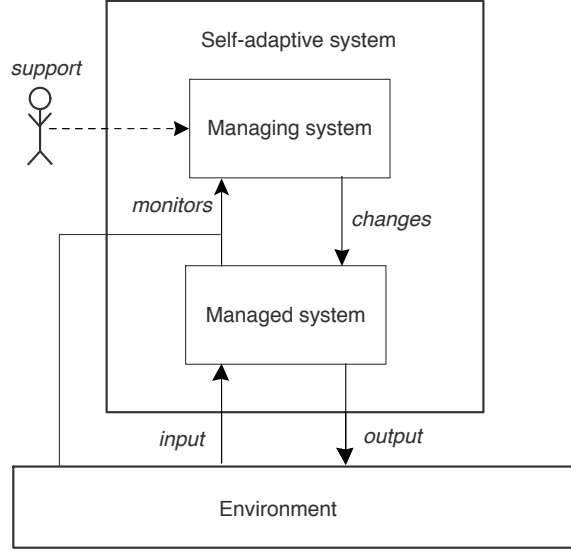 Self-adaptive system
support
Managing system
monitors
changes
Managed system
input
output
Environment